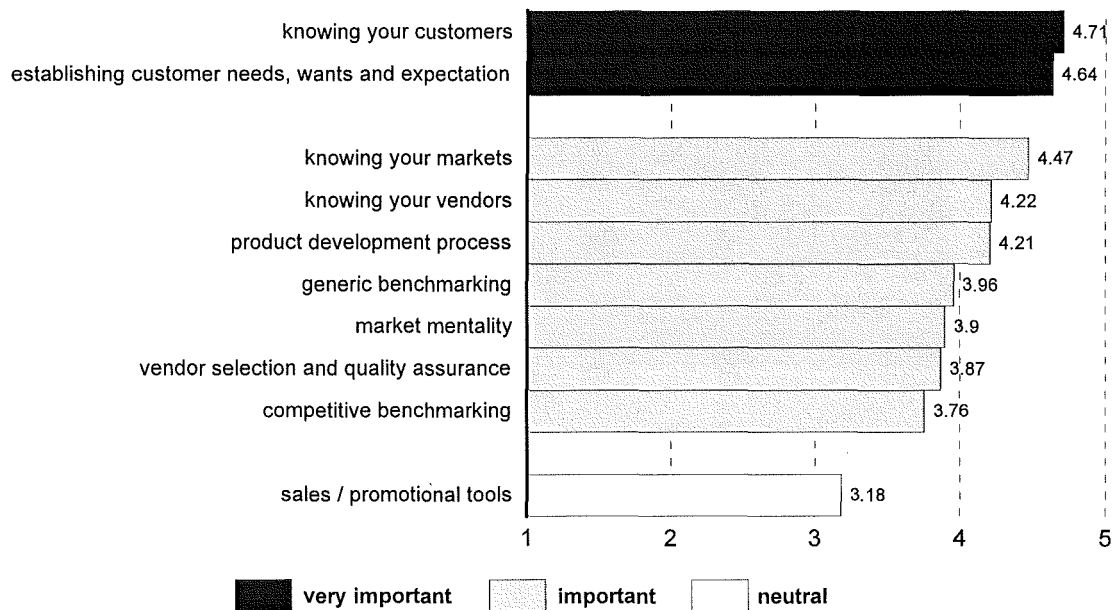 knowing your customers 4.71
establishing customer needs, wants and expectation 4.64
knowing your markets 4.47
knowing your vendors 4.22
product development process 4.21
generic benchmarking 3.96
market mentality 3.9
vendor selection and quality assurance 3.87
competitive benchmarking 3.76
sales / promotional tools 3.18
1 2 3 4 5
very important important neutral